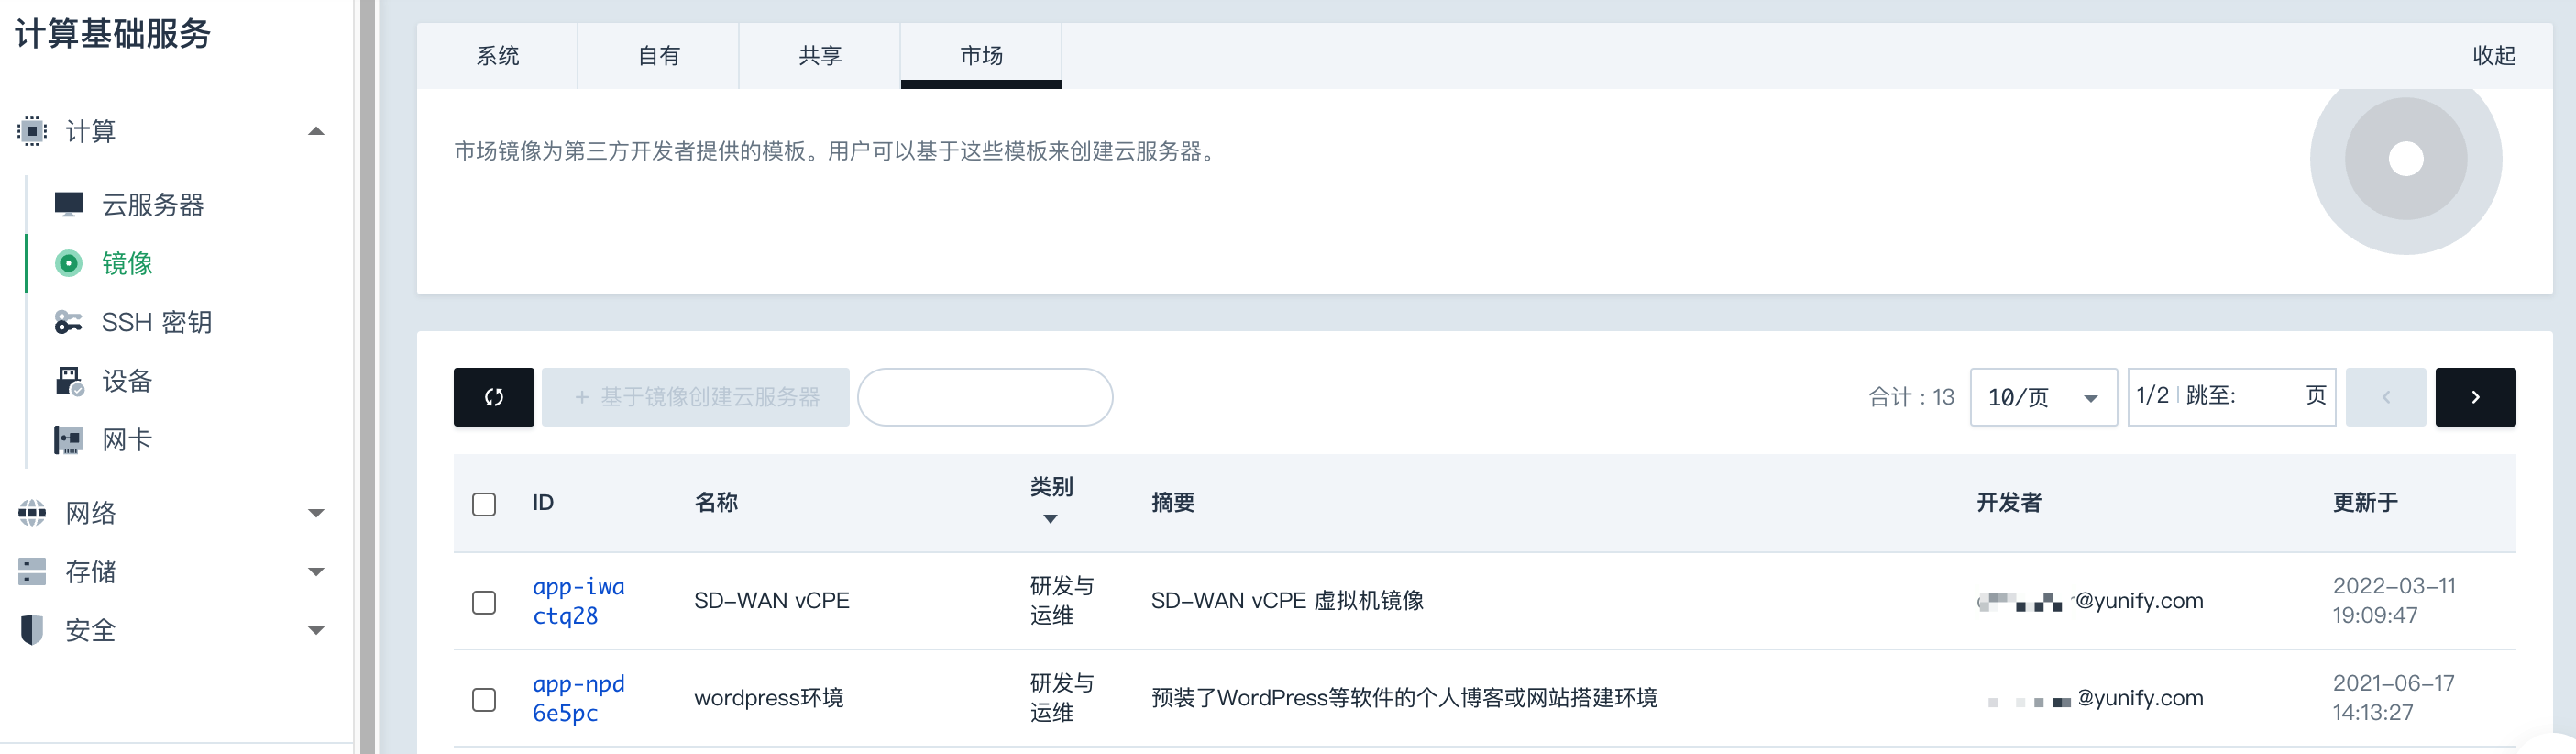 计算基础服务
计算
云服务器
镜像
SSH 密钥
设备
网卡
网络
存储
安全
系统
自有
共享
市场
收起
市场镜像为第三方开发者提供的模板。用户可以基于这些模板来创建云服务器。
+ 基于镜像创建云服务器
合计：13
10/页
1/2
跳至:
页
ID
名称
类别
摘要
开发者
更新于
app-iwa
ctq28
SD-WAN vCPE
研发与
运维
SD-WAN vCPE 虚拟机镜像
@yunify.com
2022-03-11
19:09:47
app-npd
6e5pc
wordpress环境
研发与
运维
预装了WordPress等软件的个人博客或网站搭建环境
@yunify.com
2021-06-17
14:13:27